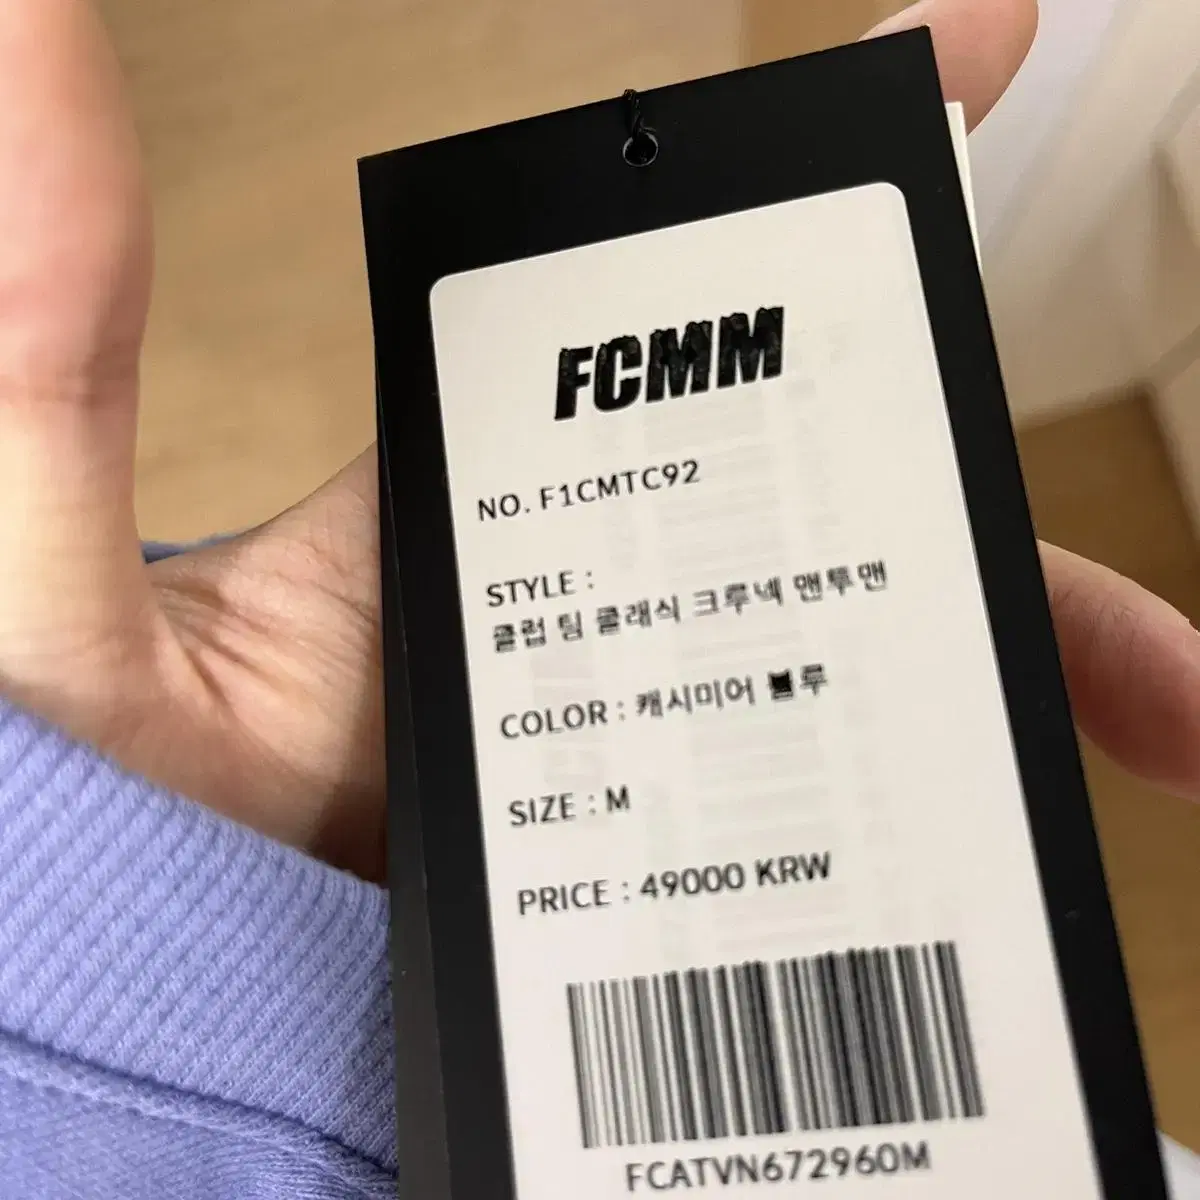 FCMM
NO. F1CMTC92
STYLE :
클럽 팀 클래식 크루넥 맨투맨
COLOR : 캐시미어 블루
SIZE : M
PRICE : 49000 KRW
FCATVN672960M